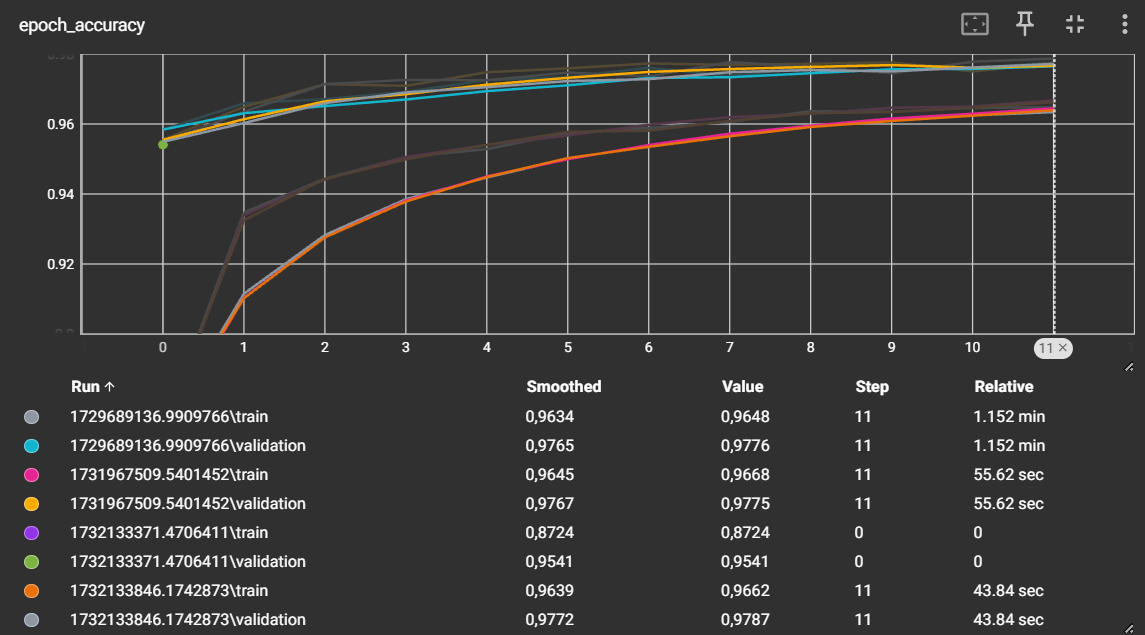 epoch_accuracy
0.98
0.96
0.94
0.92
0 1 2 3 4 5 6 7 8 9 10 11 ×
Run ↑ Smoothed Value Step Relative
1729689136.9909766\train 0,9634 0,9648 11 1.152 min
1729689136.9909766\validation 0,9765 0,9776 11 1.152 min
1731967509.5401452\train 0,9645 0,9668 11 55.62 sec
1731967509.5401452\validation 0,9767 0,9775 11 55.62 sec
1732133371.4706411\train 0,8724 0,8724 0 0
1732133371.4706411\validation 0,9541 0,9541 0 0
1732133846.1742873\train 0,9639 0,9662 11 43.84 sec
1732133846.1742873\validation 0,9772 0,9787 11 43.84 sec